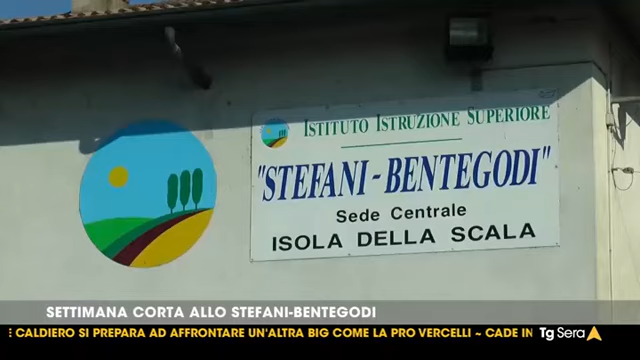 ISTITUTO ISTRUZIONE SUPERIORE
"STEFANI-BENTEGODI"
Sede Centrale
ISOLA DELLA SCALA
SETTIMANA CORTA ALLO STEFANI-BENTEGODI
E CALDIERO SI PREPARA AD AFFRONTARE UN'ALTRA BIG COME LA PRO VERCELLI ~ CADE IN
Tg Sera